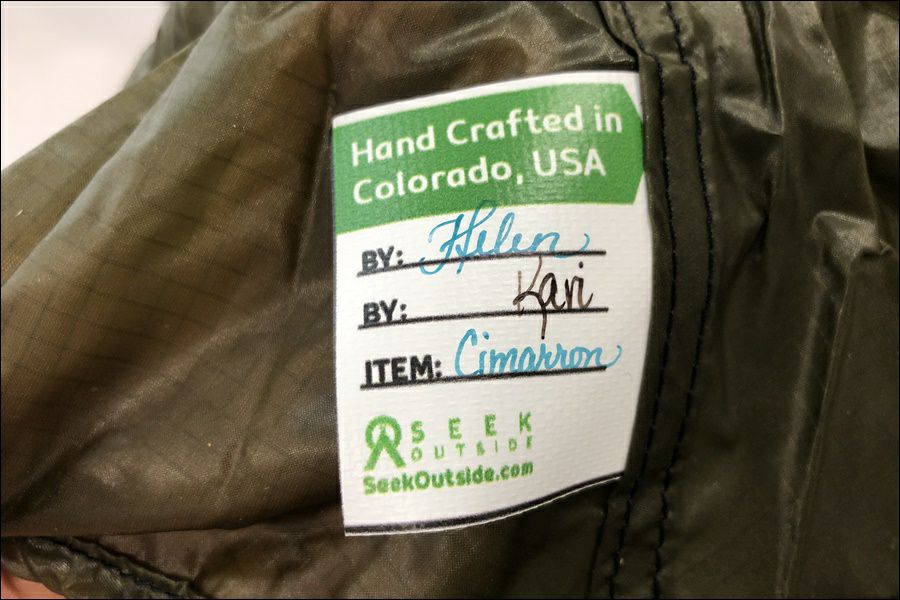 Hand Crafted in
Colorado, USA
BY: Helen
BY: Kari
ITEM: Cimarron
SEEK
OUTSIDE
SeekOutside.com